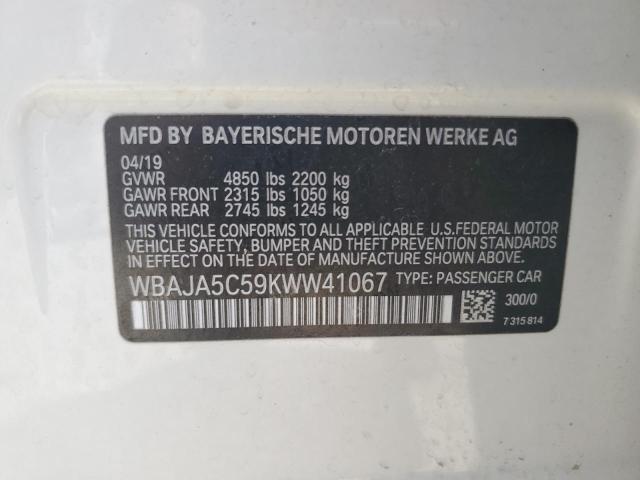 MFD BY BAYERISCHE MOTOREN WERKE AG
04/19
GVWR 4850 lbs 2200 kg
GAWR FRONT 2315 lbs 1050 kg
GAWR REAR 2745 lbs 1245 kg
THIS VEHICLE CONFORMS TO ALL APPLICABLE U.S.FEDERAL MOTOR
VEHICLE SAFETY, BUMPER AND THEFT PREVENTION STANDARDS
IN EFFECT ON THE DATE OF MANUFACTURE SHOWN ABOVE.
WBAJA5C59KWW41067 TYPE: PASSENGER CAR
300/0
7 315 814